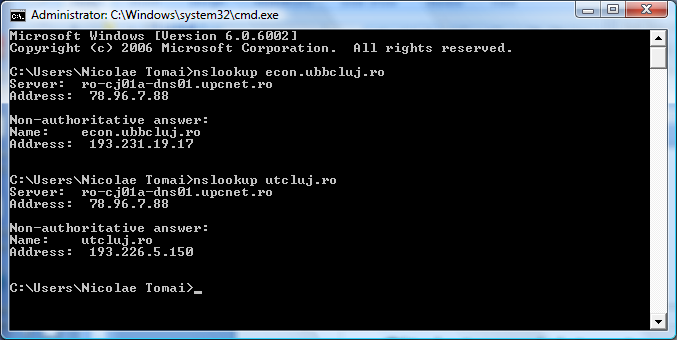 Administrator: C:\Windows\system32\cmd.exe
Microsoft Windows [Version 6.0.6002]
Copyright (c) 2006 Microsoft Corporation.  All rights reserved.
C:\Users\Nicolae Tomai>nslookup econ.ubbcluj.ro
Server:  ro-cj01a-dns01.upcnet.ro
Address:  78.96.7.88
Non-authoritative answer:
Name:    econ.ubbcluj.ro
Address:  193.231.19.17
C:\Users\Nicolae Tomai>nslookup utcluj.ro
Server:  ro-cj01a-dns01.upcnet.ro
Address:  78.96.7.88
Non-authoritative answer:
Name:    utcluj.ro
Address:  193.226.5.150
C:\Users\Nicolae Tomai>_